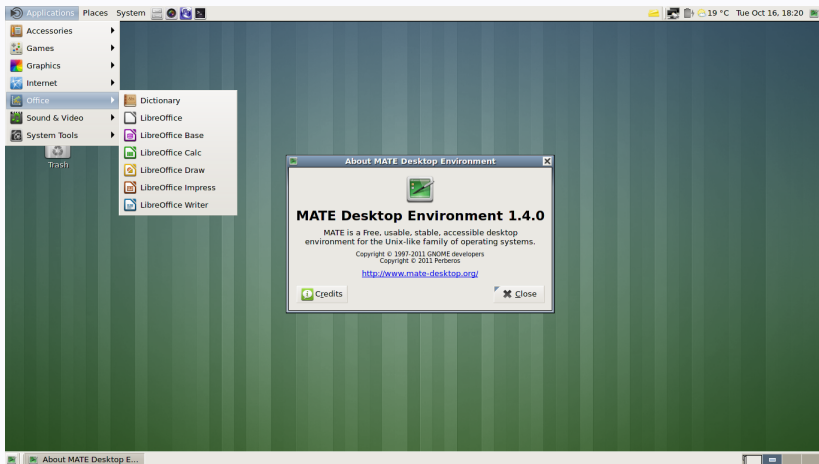 Applications Places System
19 °C Tue Oct 16, 18:20
Accessories
Games
Graphics
Internet
Office
Sound & Video
System Tools
Dictionary
LibreOffice
LibreOffice Base
LibreOffice Calc
LibreOffice Draw
LibreOffice Impress
LibreOffice Writer
Trash
About MATE Desktop Environment
MATE Desktop Environment 1.4.0
MATE is a Free, usable, stable, accessible desktop
environment for the Unix-like family of operating systems.
Copyright © 1997-2011 GNOME developers
Copyright © 2011 Perberos
http://www.mate-desktop.org/
Credits
Close
About MATE Desktop E...